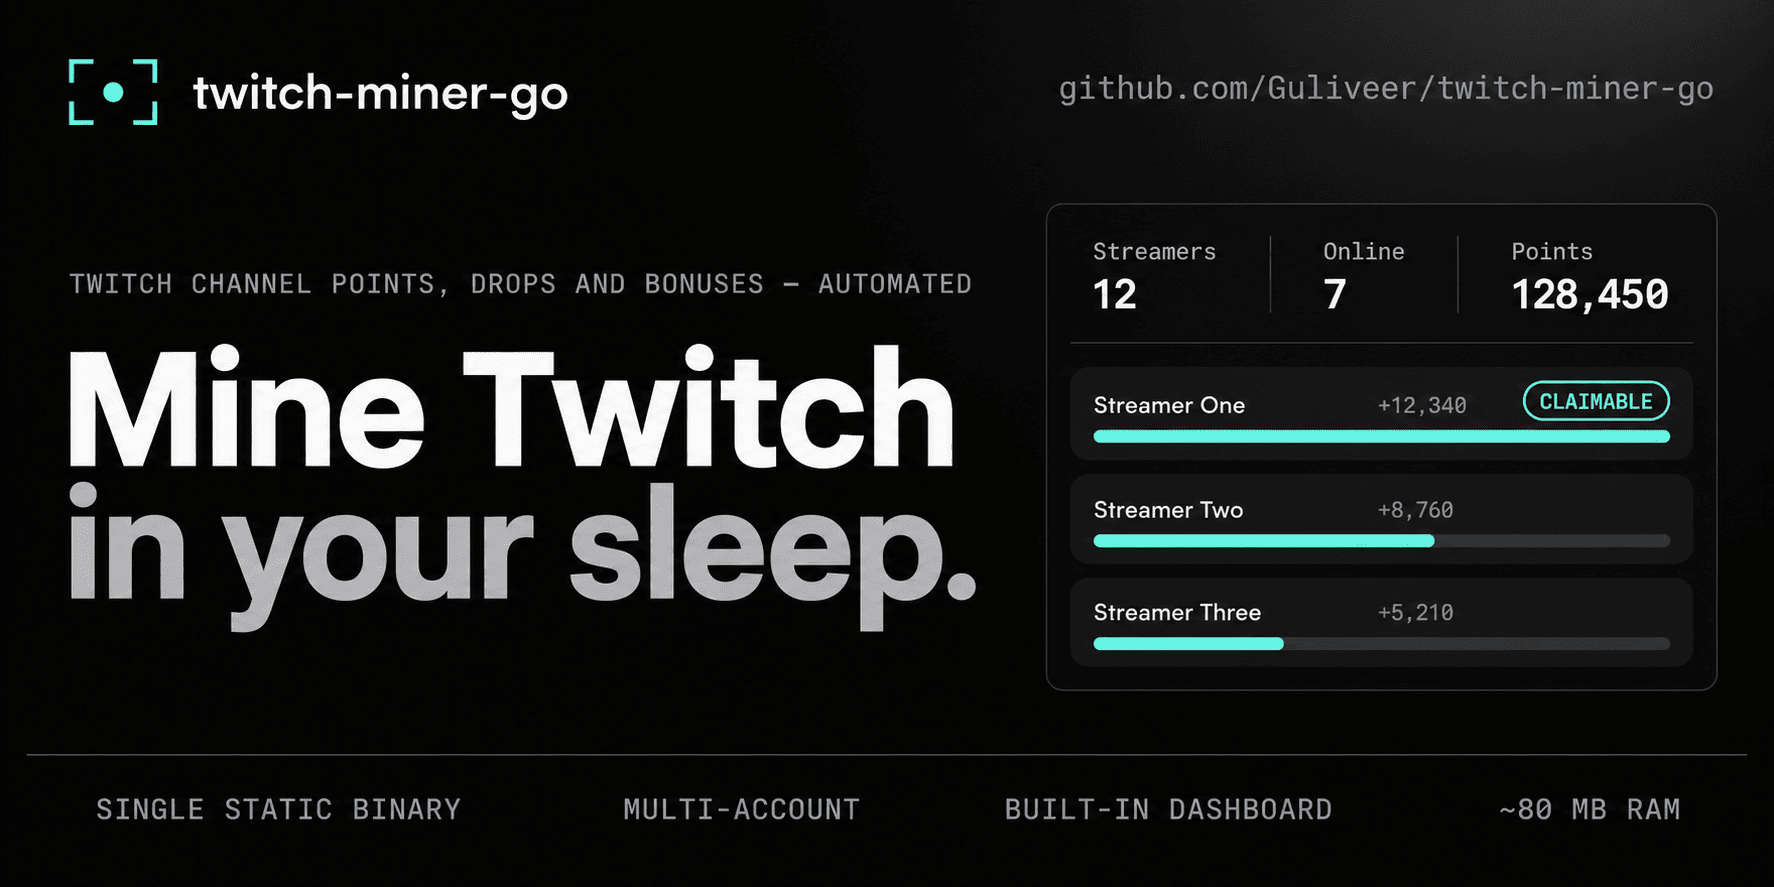 twitch-miner-go
github.com/Guliveer/twitch-miner-go
TWITCH CHANNEL POINTS, DROPS AND BONUSES — AUTOMATED
Mine Twitch
in your sleep.
Streamers Online Points
12 7 128,450
Streamer One +12,340 CLAIMABLE
Streamer Two +8,760
Streamer Three +5,210
SINGLE STATIC BINARY MULTI-ACCOUNT BUILT-IN DASHBOARD ~80 MB RAM